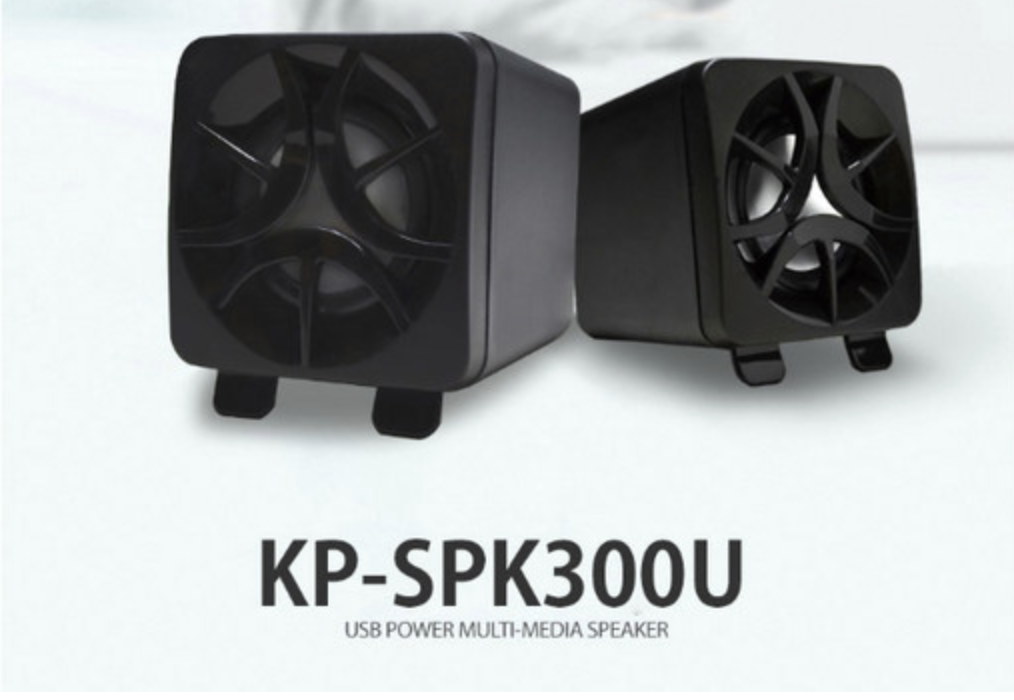 KP-SPK300U
USB POWER MULTI-MEDIA SPEAKER